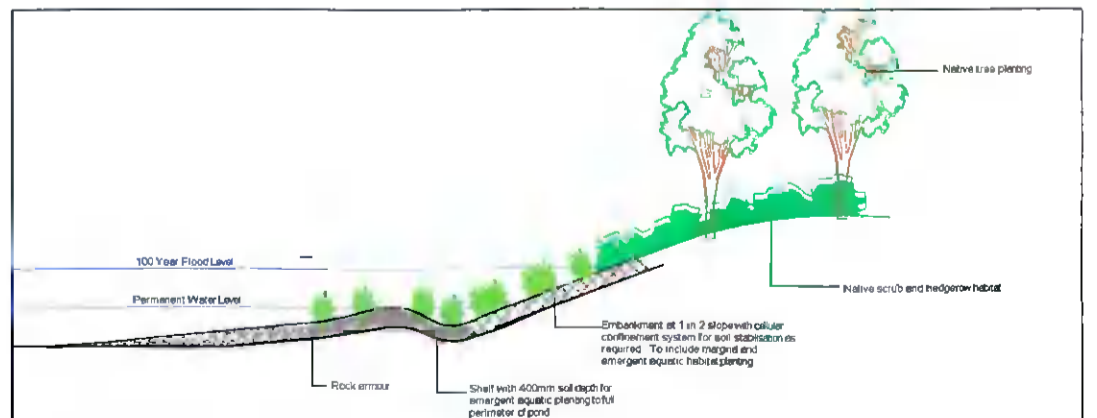 Native tree planting
100 Year Flood Level
Permanent Water Level
Native scrub and hedgerow habitat
Embankment at 1 in 2 slope with cellular
confinement system for soil stabilisation as
required. To include marginal and
emergent aquatic habitat planting
Rock armour
Shelf with 400mm soil depth for
emergent aquatic planting to full
perimeter of pond